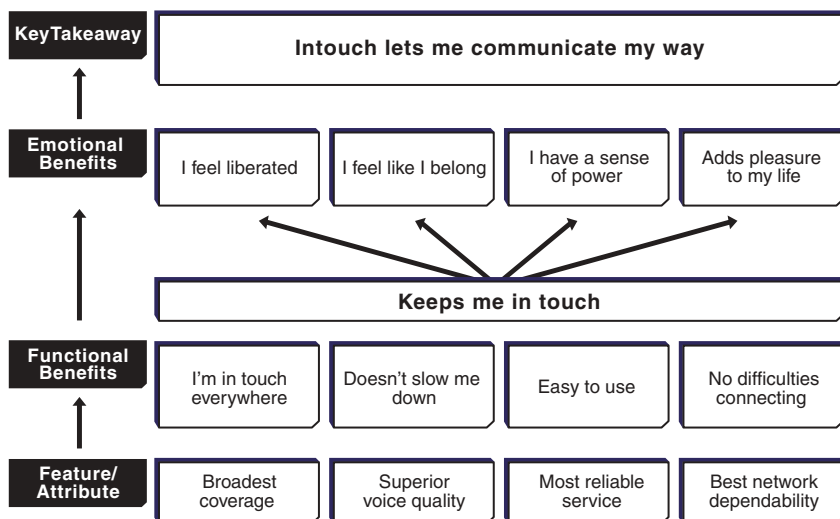 KeyTakeaway
Intouch lets me communicate my way
Emotional
Benefits
I feel liberated
I feel like I belong
I have a sense
of power
Adds pleasure
to my life
Keeps me in touch
Functional
Benefits
I'm in touch
everywhere
Doesn't slow me
down
Easy to use
No difficulties
connecting
Feature/
Attribute
Broadest
coverage
Superior
voice quality
Most reliable
service
Best network
dependability